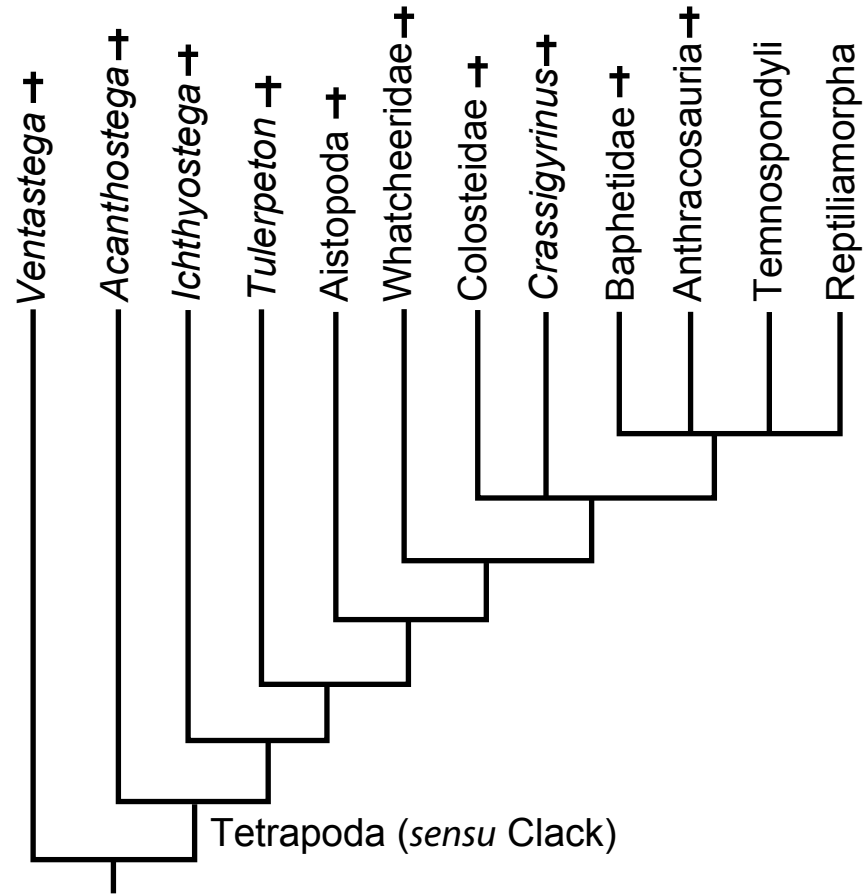 Ventastega †
Acanthostega †
Ichthyostega †
Tulerpeton †
Aistopoda †
Whatcheeridae †
Colosteidae †
Crassigyrinus †
Baphetidae †
Anthracosauria †
Temnospondyli
Reptiliamorpha
Tetrapoda (sensu Clack)